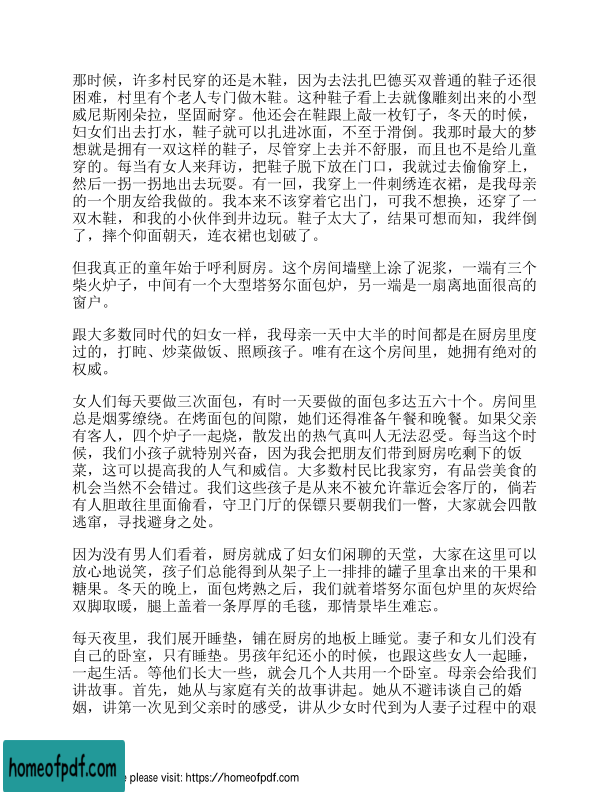 那时候，许多村民穿的还是木鞋，因为去法扎巴德买双普通的鞋子还很
困难，村里有个老人专门做木鞋。这种鞋子看上去就像雕刻出来的小型
威尼斯刚朵拉，坚固耐穿。他还会在鞋跟上敲一枚钉子，冬天的时候，
妇女们出去打水，鞋子就可以扎进冰面，不至于滑倒。我那时最大的梦
想就是拥有一双这样的鞋子，尽管穿上去并不舒服，而且也不是给儿童
穿的。每当有女人来拜访，把鞋子脱下放在门口，我就过去偷偷穿上，
然后一拐一拐地出去玩耍。有一回，我穿上一件刺绣连衣裙，是我母亲
的一个朋友给我做的。我本来不该穿着它出门，可我不想换，还穿了一
双木鞋，和我的小伙伴到井边玩。鞋子太大了，结果可想而知，我绊倒
了，摔个仰面朝天，连衣裙也划破了。
但我真正的童年始于呼利厨房。这个房间墙壁上涂了泥浆，一端有三个
柴火炉子，中间有一个大型塔努尔面包炉，另一端是一扇离地面很高的
窗户。
跟大多数同时代的妇女一样，我母亲一天中大半的时间都是在厨房里度
过的，打盹、炒菜做饭、照顾孩子。唯有在这个房间里，她拥有绝对的
权威。
女人们每天要做三次面包，有时一天要做的面包多达五六十个。房间里
总是烟雾缭绕。在烤面包的间隙，她们还得准备午餐和晚餐。如果父亲
有客人，四个炉子一起烧，散发出的热气真叫人无法忍受。每当这个时
候，我们小孩子就特别兴奋，因为我会把朋友们带到厨房吃剩下的饭
菜，这可以提高我的人气和威信。大多数村民比我家穷，有品尝美食的
机会当然不会错过。我们这些孩子是从来不被允许靠近会客厅的，倘若
有人胆敢往里面偷看，守卫门厅的保镖只要朝我们一瞥，大家就会四散
逃窜，寻找避身之处。
因为没有男人们看着，厨房就成了妇女们闲聊的天堂，大家在这里可以
放心地说笑，孩子们总能得到从架子上一排排的罐子里拿出来的干果和
糖果。冬天的晚上，面包烤熟之后，我们就着塔努尔面包炉里的灰烬给
双脚取暖，腿上盖着一条厚厚的毛毯，那情景毕生难忘。
每天夜里，我们展开睡垫，铺在厨房的地板上睡觉。妻子和女儿们没有
自己的卧室，只有睡垫。男孩年纪还小的时候，也跟这些女人一起睡，
一起生活。等他们长大一些，就会几个人共用一个卧室。母亲会给我们
讲故事。首先，她从与家庭有关的故事讲起。她从不避讳谈自己的婚
姻，讲第一次见到父亲时的感受，讲从少女时代到为人妻子过程中的艰
homeofpdf.com
e please visit: https://homeofpdf.com